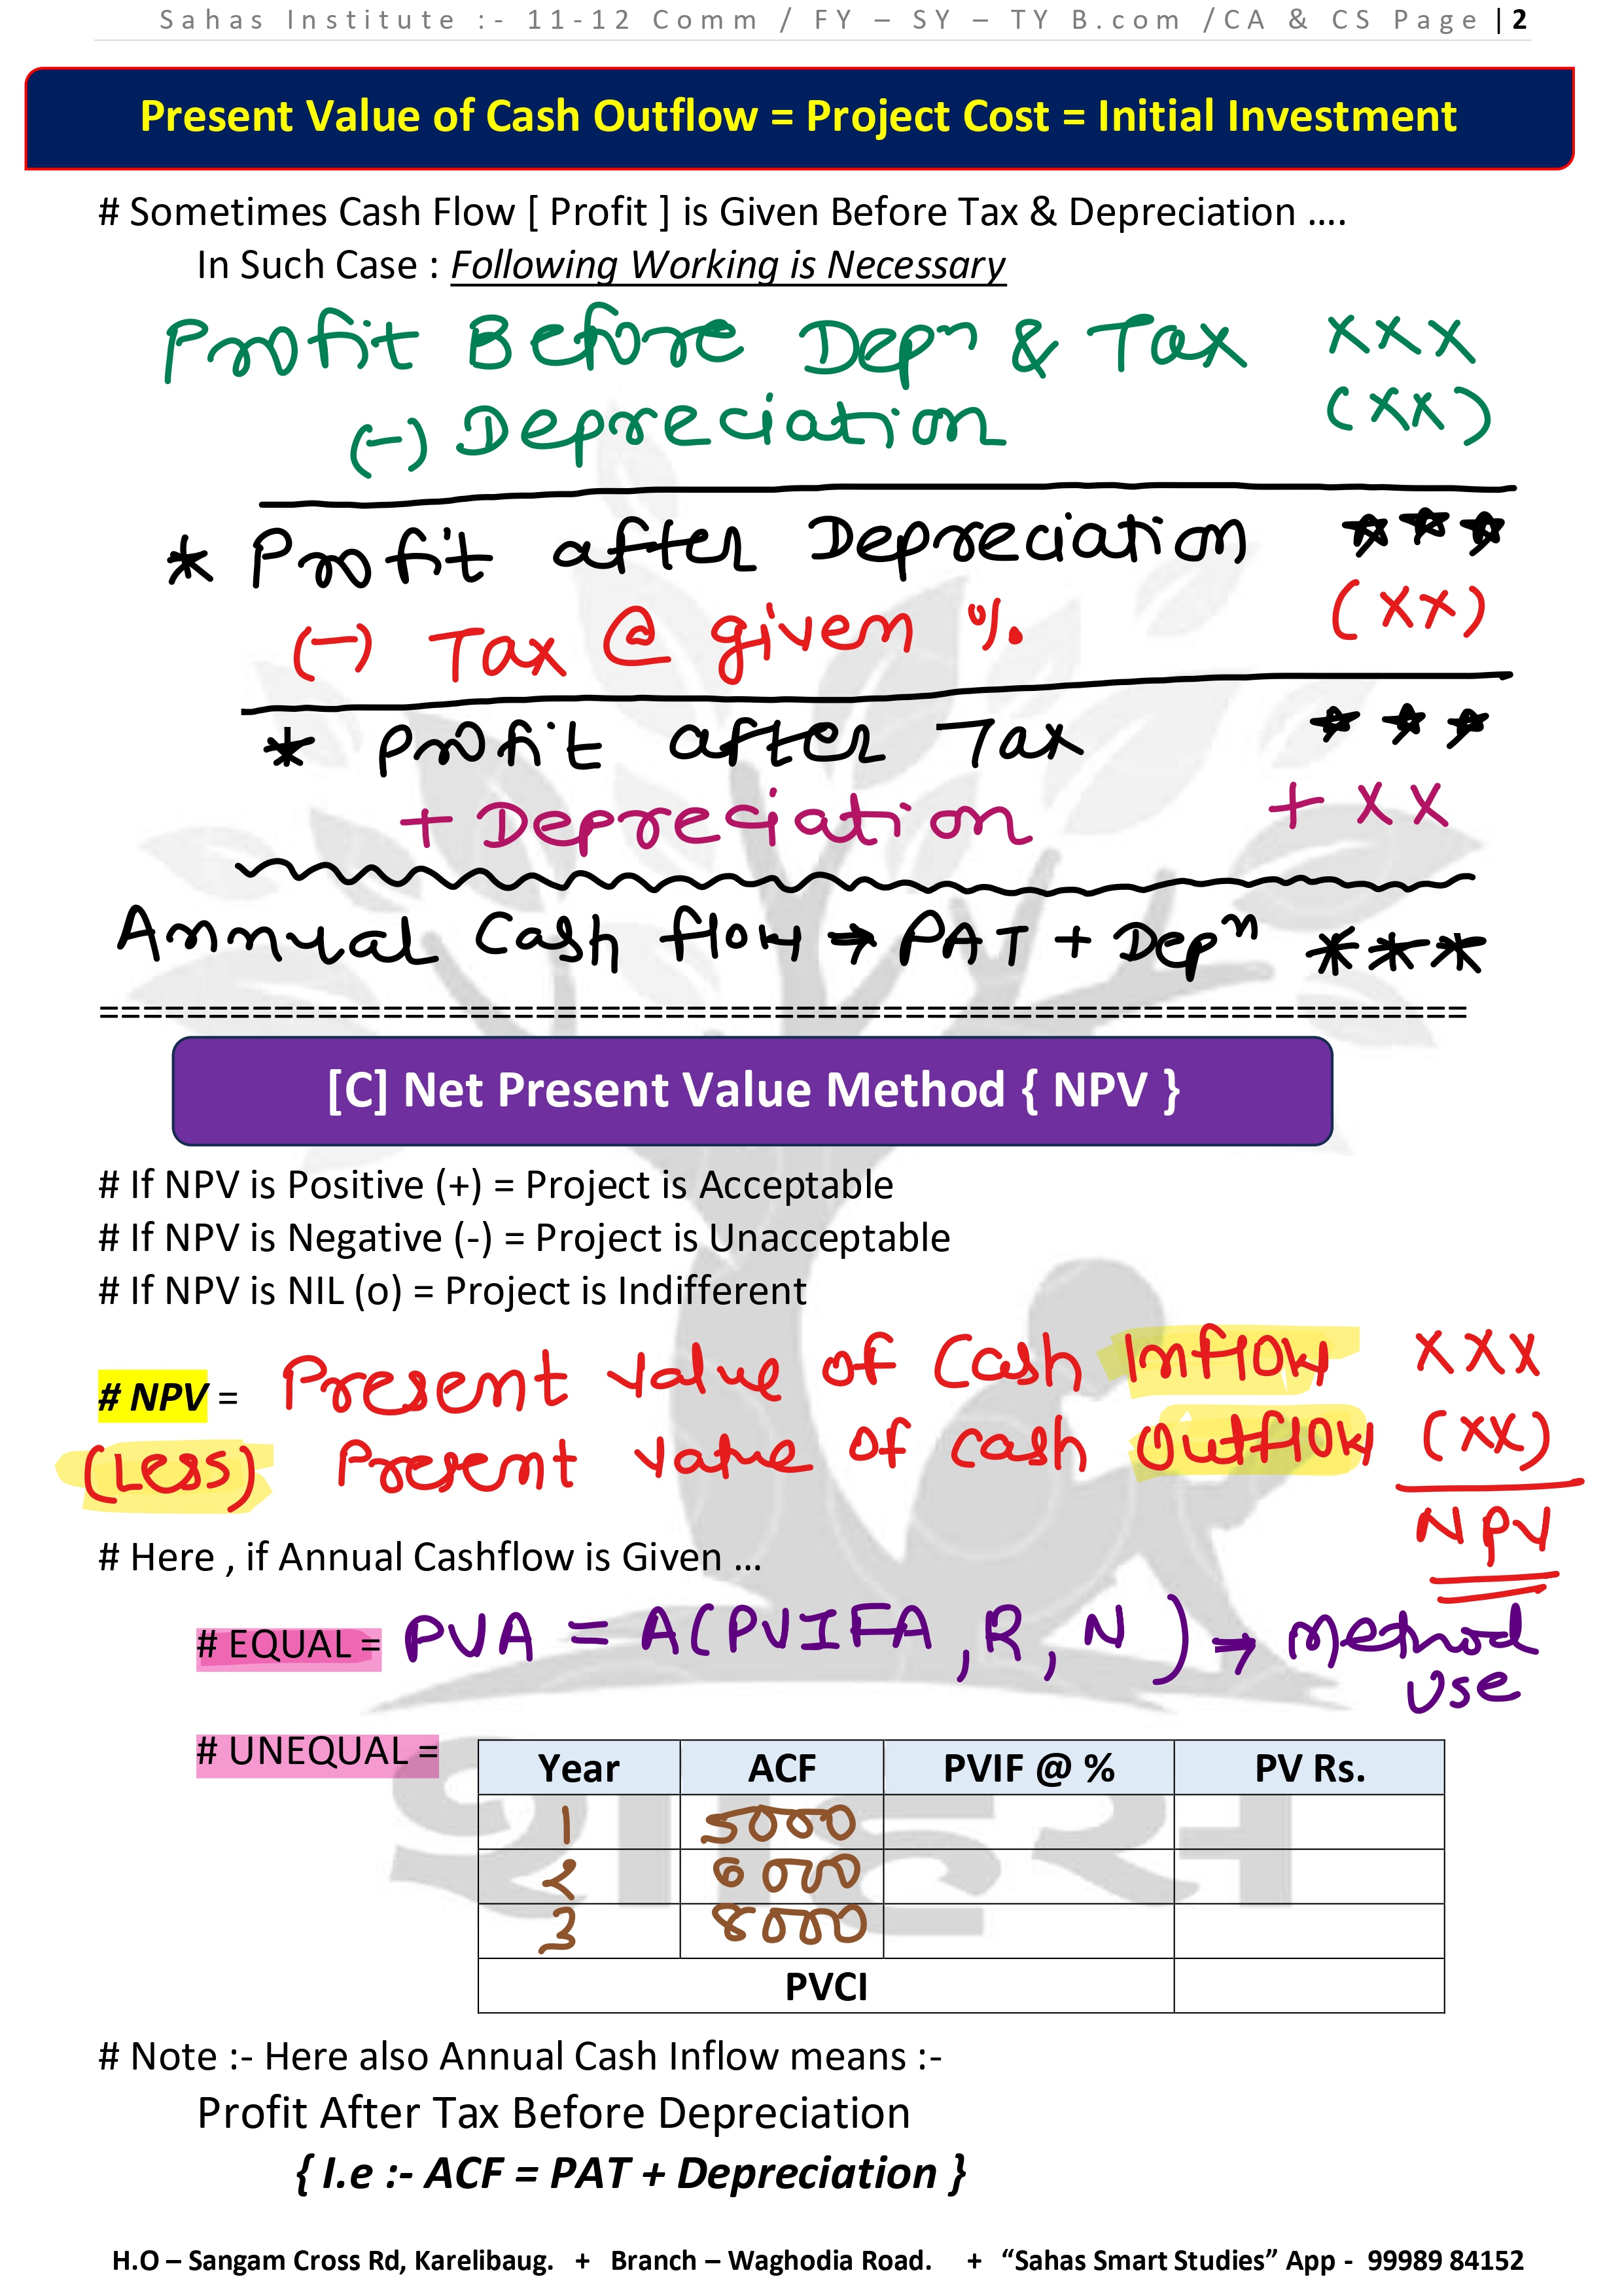 Sahas Institute :- 11-12 Comm / FY – SY – TY B.com /CA & CS Page | 2
Present Value of Cash Outflow = Project Cost = Initial Investment
# Sometimes Cash Flow [ Profit ] is Given Before Tax & Depreciation ....
In Such Case : Following Working is Necessary
Profit Before Depⁿ & Tax xxx
(-) Depreciation (xx)
* Profit after Depreciation ***
(-) Tax @ given % (xx)
* Profit after Tax ***
+ Depreciation + xx
Annual Cash flow → PAT + Depⁿ ***
==================================================================
[C] Net Present Value Method { NPV }
# If NPV is Positive (+) = Project is Acceptable
# If NPV is Negative (-) = Project is Unacceptable
# If NPV is NIL (o) = Project is Indifferent
# NPV = Present Value of Cash Inflow XXX
(Less) Present Value of cash Outflow (XX)
NPV
# Here , if Annual Cashflow is Given ...
# EQUAL = PVA = A(PVIFA, R, N) → Method
Use
# UNEQUAL =
Year ACF PVIF @ % PV Rs.
1 5000
2 6000
3 8000
PVCI
# Note :- Here also Annual Cash Inflow means :-
Profit After Tax Before Depreciation
{ I.e :- ACF = PAT + Depreciation }
साहस
H.O – Sangam Cross Rd, Karelibaug. + Branch – Waghodia Road. + “Sahas Smart Studies” App - 99989 84152